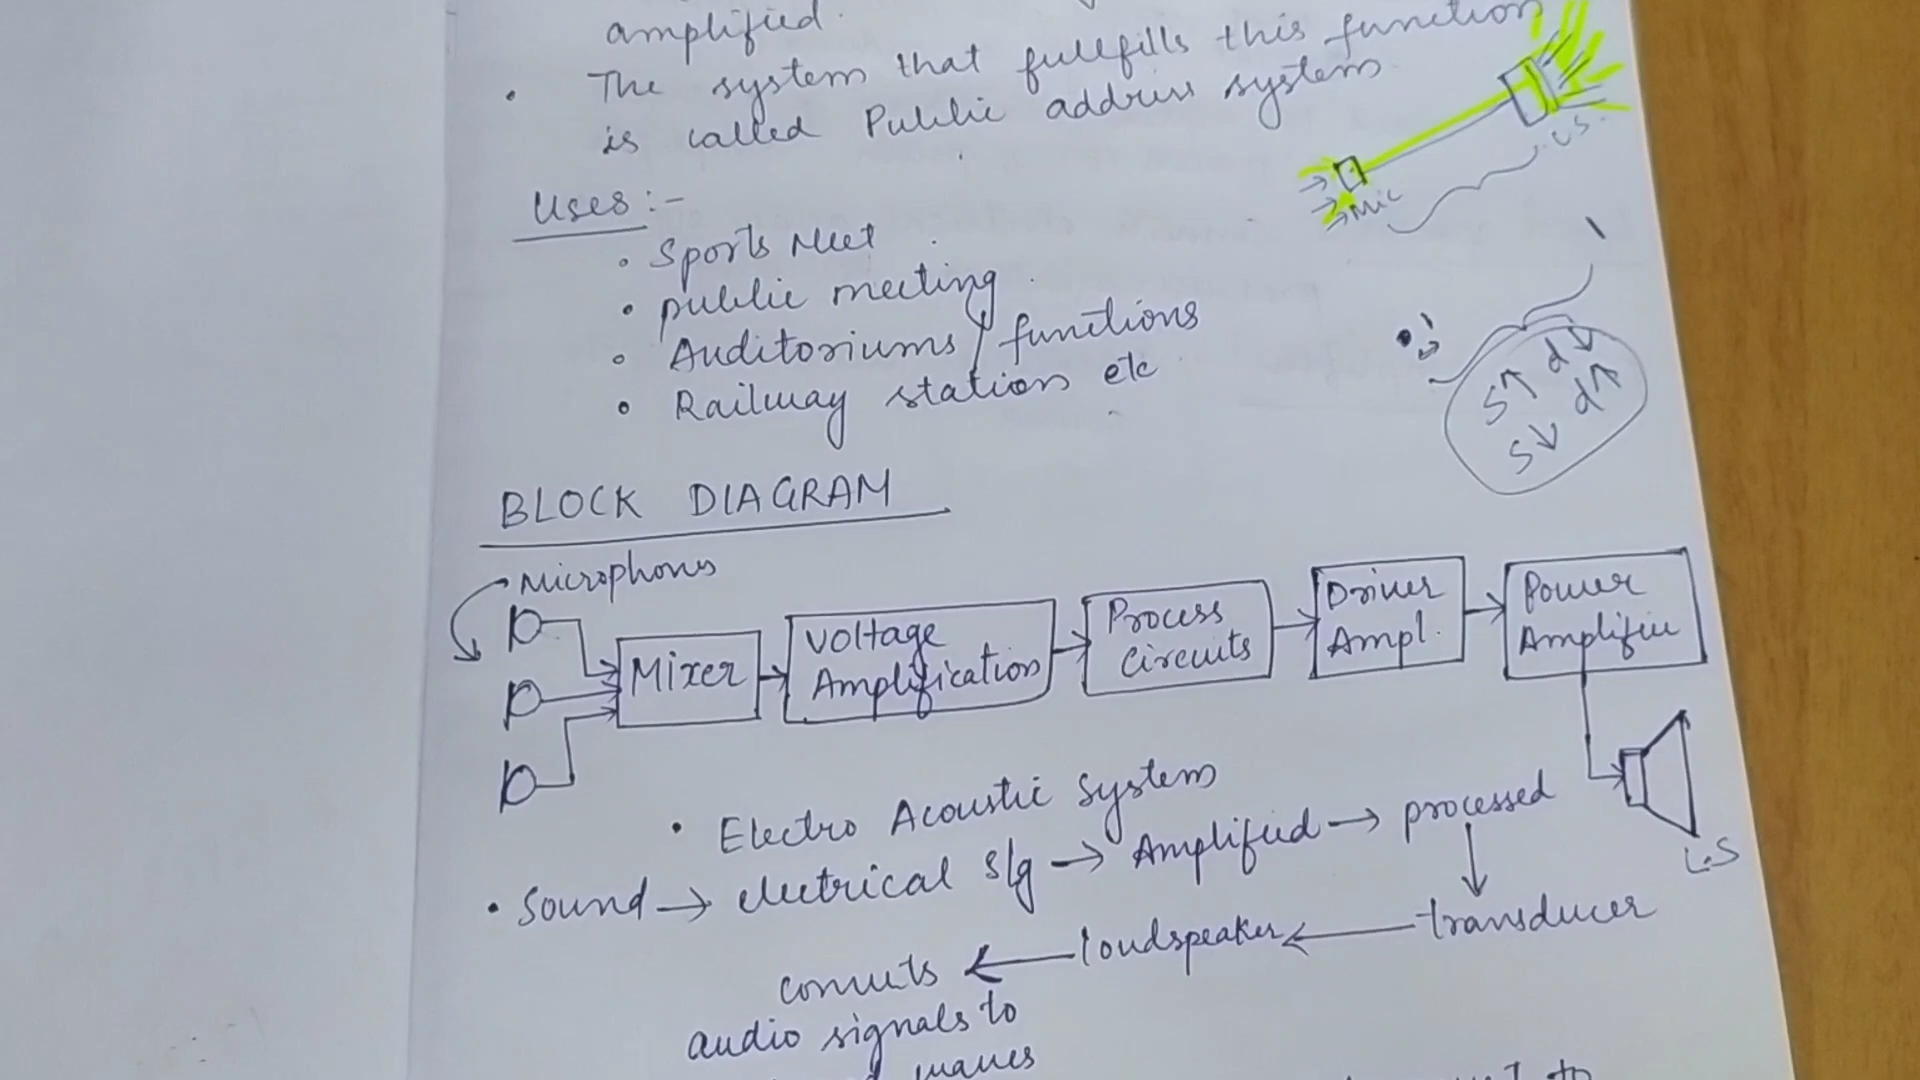 amplified.
• The system that fullfills this function
is called Public address system
Mic
L.S.
Uses:-
• Sports Meet
• public meeting
• Auditoriums / functions
• Railway stations etc
S↑ d↓
S↓ d↑
BLOCK DIAGRAM
Microphones
Mixer
Voltage
Amplification
Process
Circuits
Driver
Ampl.
Power
Amplifier
L.S
• Electro Acoustic System
• Sound → electrical s/g → Amplified → processed
converts ← loudspeaker ← transducer
audio signals to
waves
to